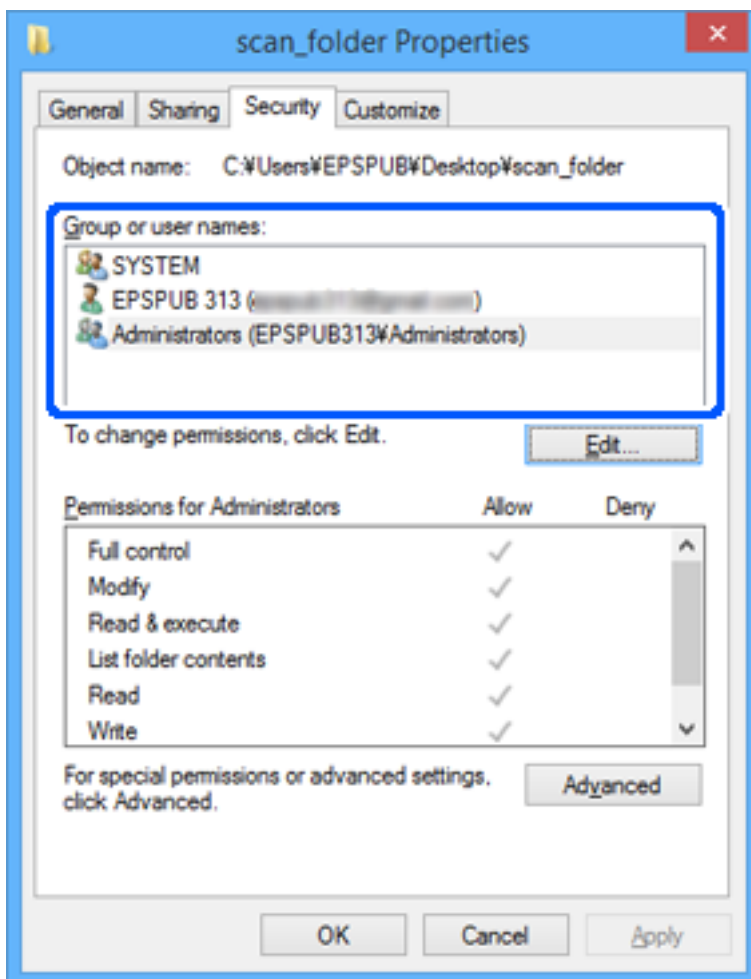 scan_folder Properties
General Sharing Security Customize
Object name: C:¥Users¥EPSPUB¥Desktop¥scan_folder
Group or user names:
SYSTEM
EPSPUB 313 ( )
Administrators (EPSPUB313¥Administrators)
To change permissions, click Edit.
Edit...
Permissions for Administrators Allow Deny
Full control
Modify
Read & execute
List folder contents
Read
Write
For special permissions or advanced settings,
click Advanced.
Advanced
OK Cancel Apply